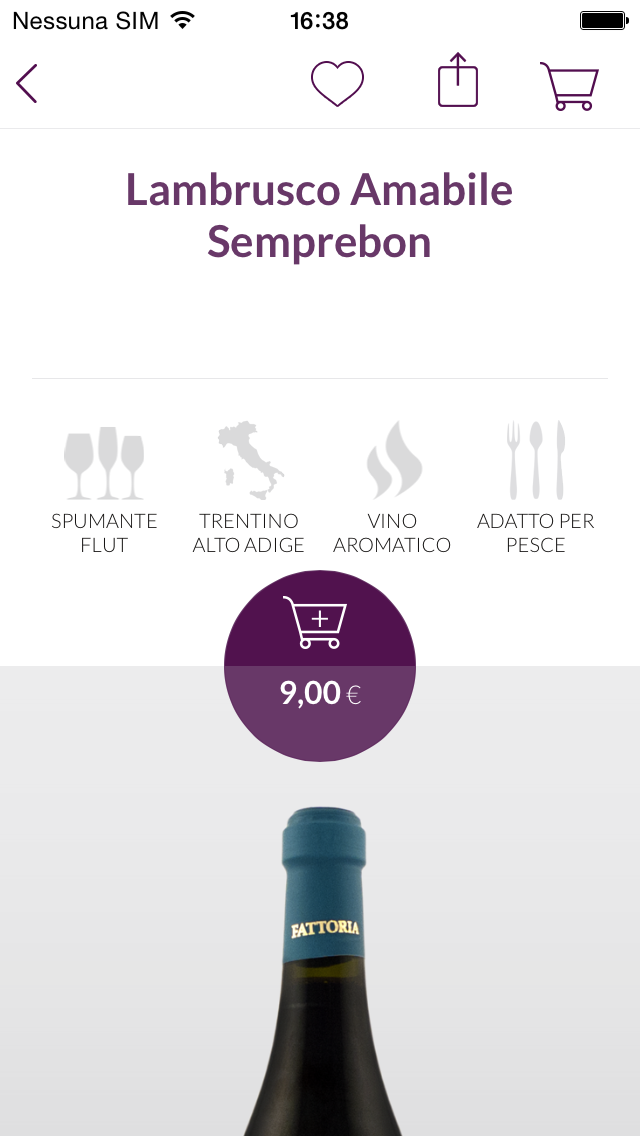 Nessuna SIM 16:38
Lambrusco Amabile
Semprebon
SPUMANTE
FLUT
TRENTINO
ALTO ADIGE
VINO
AROMATICO
ADATTO PER
PESCE
9,00 €
FATTORIA